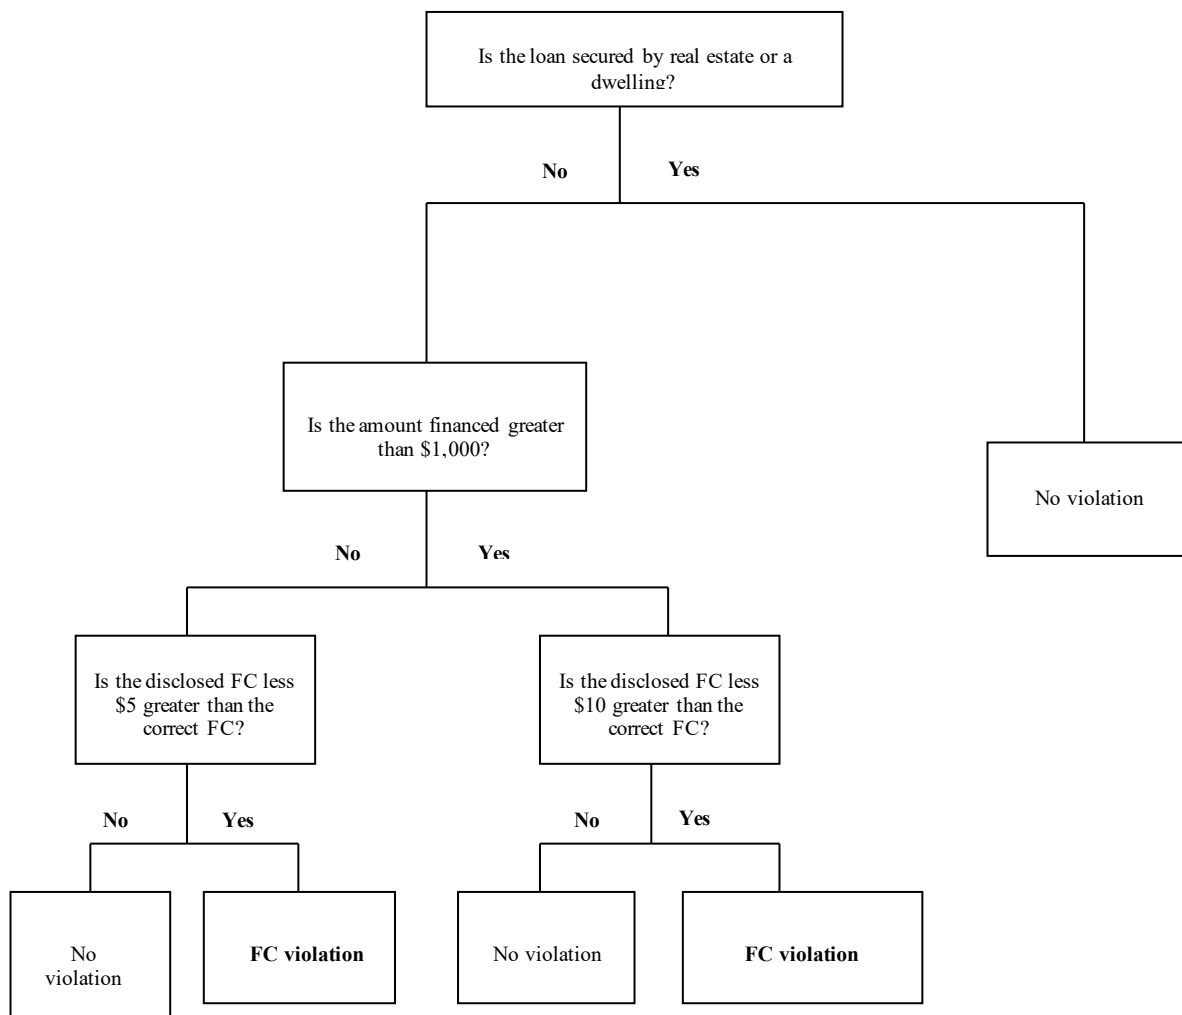 Is the loan secured by real estate or a
dwelling?
No
Yes
Is the amount financed greater
than $1,000?
No violation
No
Yes
Is the disclosed FC less
$5 greater than the
correct FC?
Is the disclosed FC less
$10 greater than the
correct FC?
No
Yes
No
Yes
No
violation
FC violation
No violation
FC violation